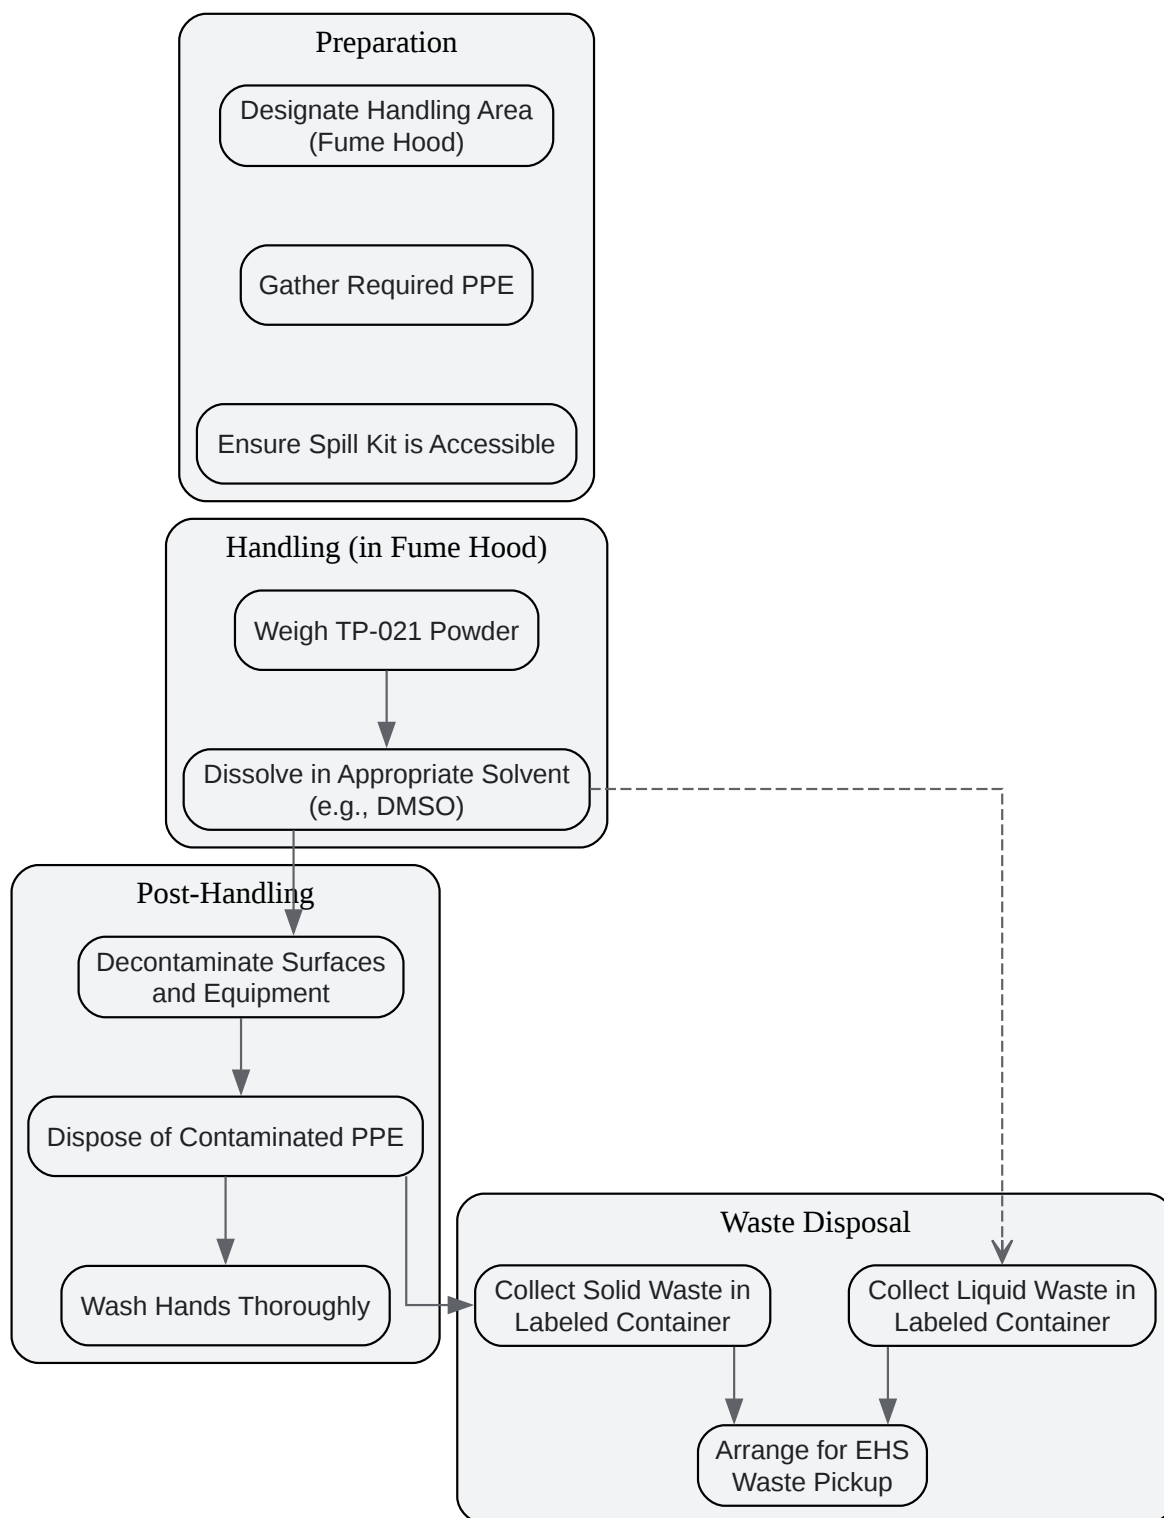 Preparation
Designate Handling Area
(Fume Hood)
Gather Required PPE
Ensure Spill Kit is Accessible
Handling (in Fume Hood)
Weigh TP-021 Powder
Dissolve in Appropriate Solvent
(e.g., DMSO)
Post-Handling
Decontaminate Surfaces
and Equipment
Dispose of Contaminated PPE
Wash Hands Thoroughly
Waste Disposal
Collect Solid Waste in
Labeled Container
Collect Liquid Waste in
Labeled Container
Arrange for EHS
Waste Pickup